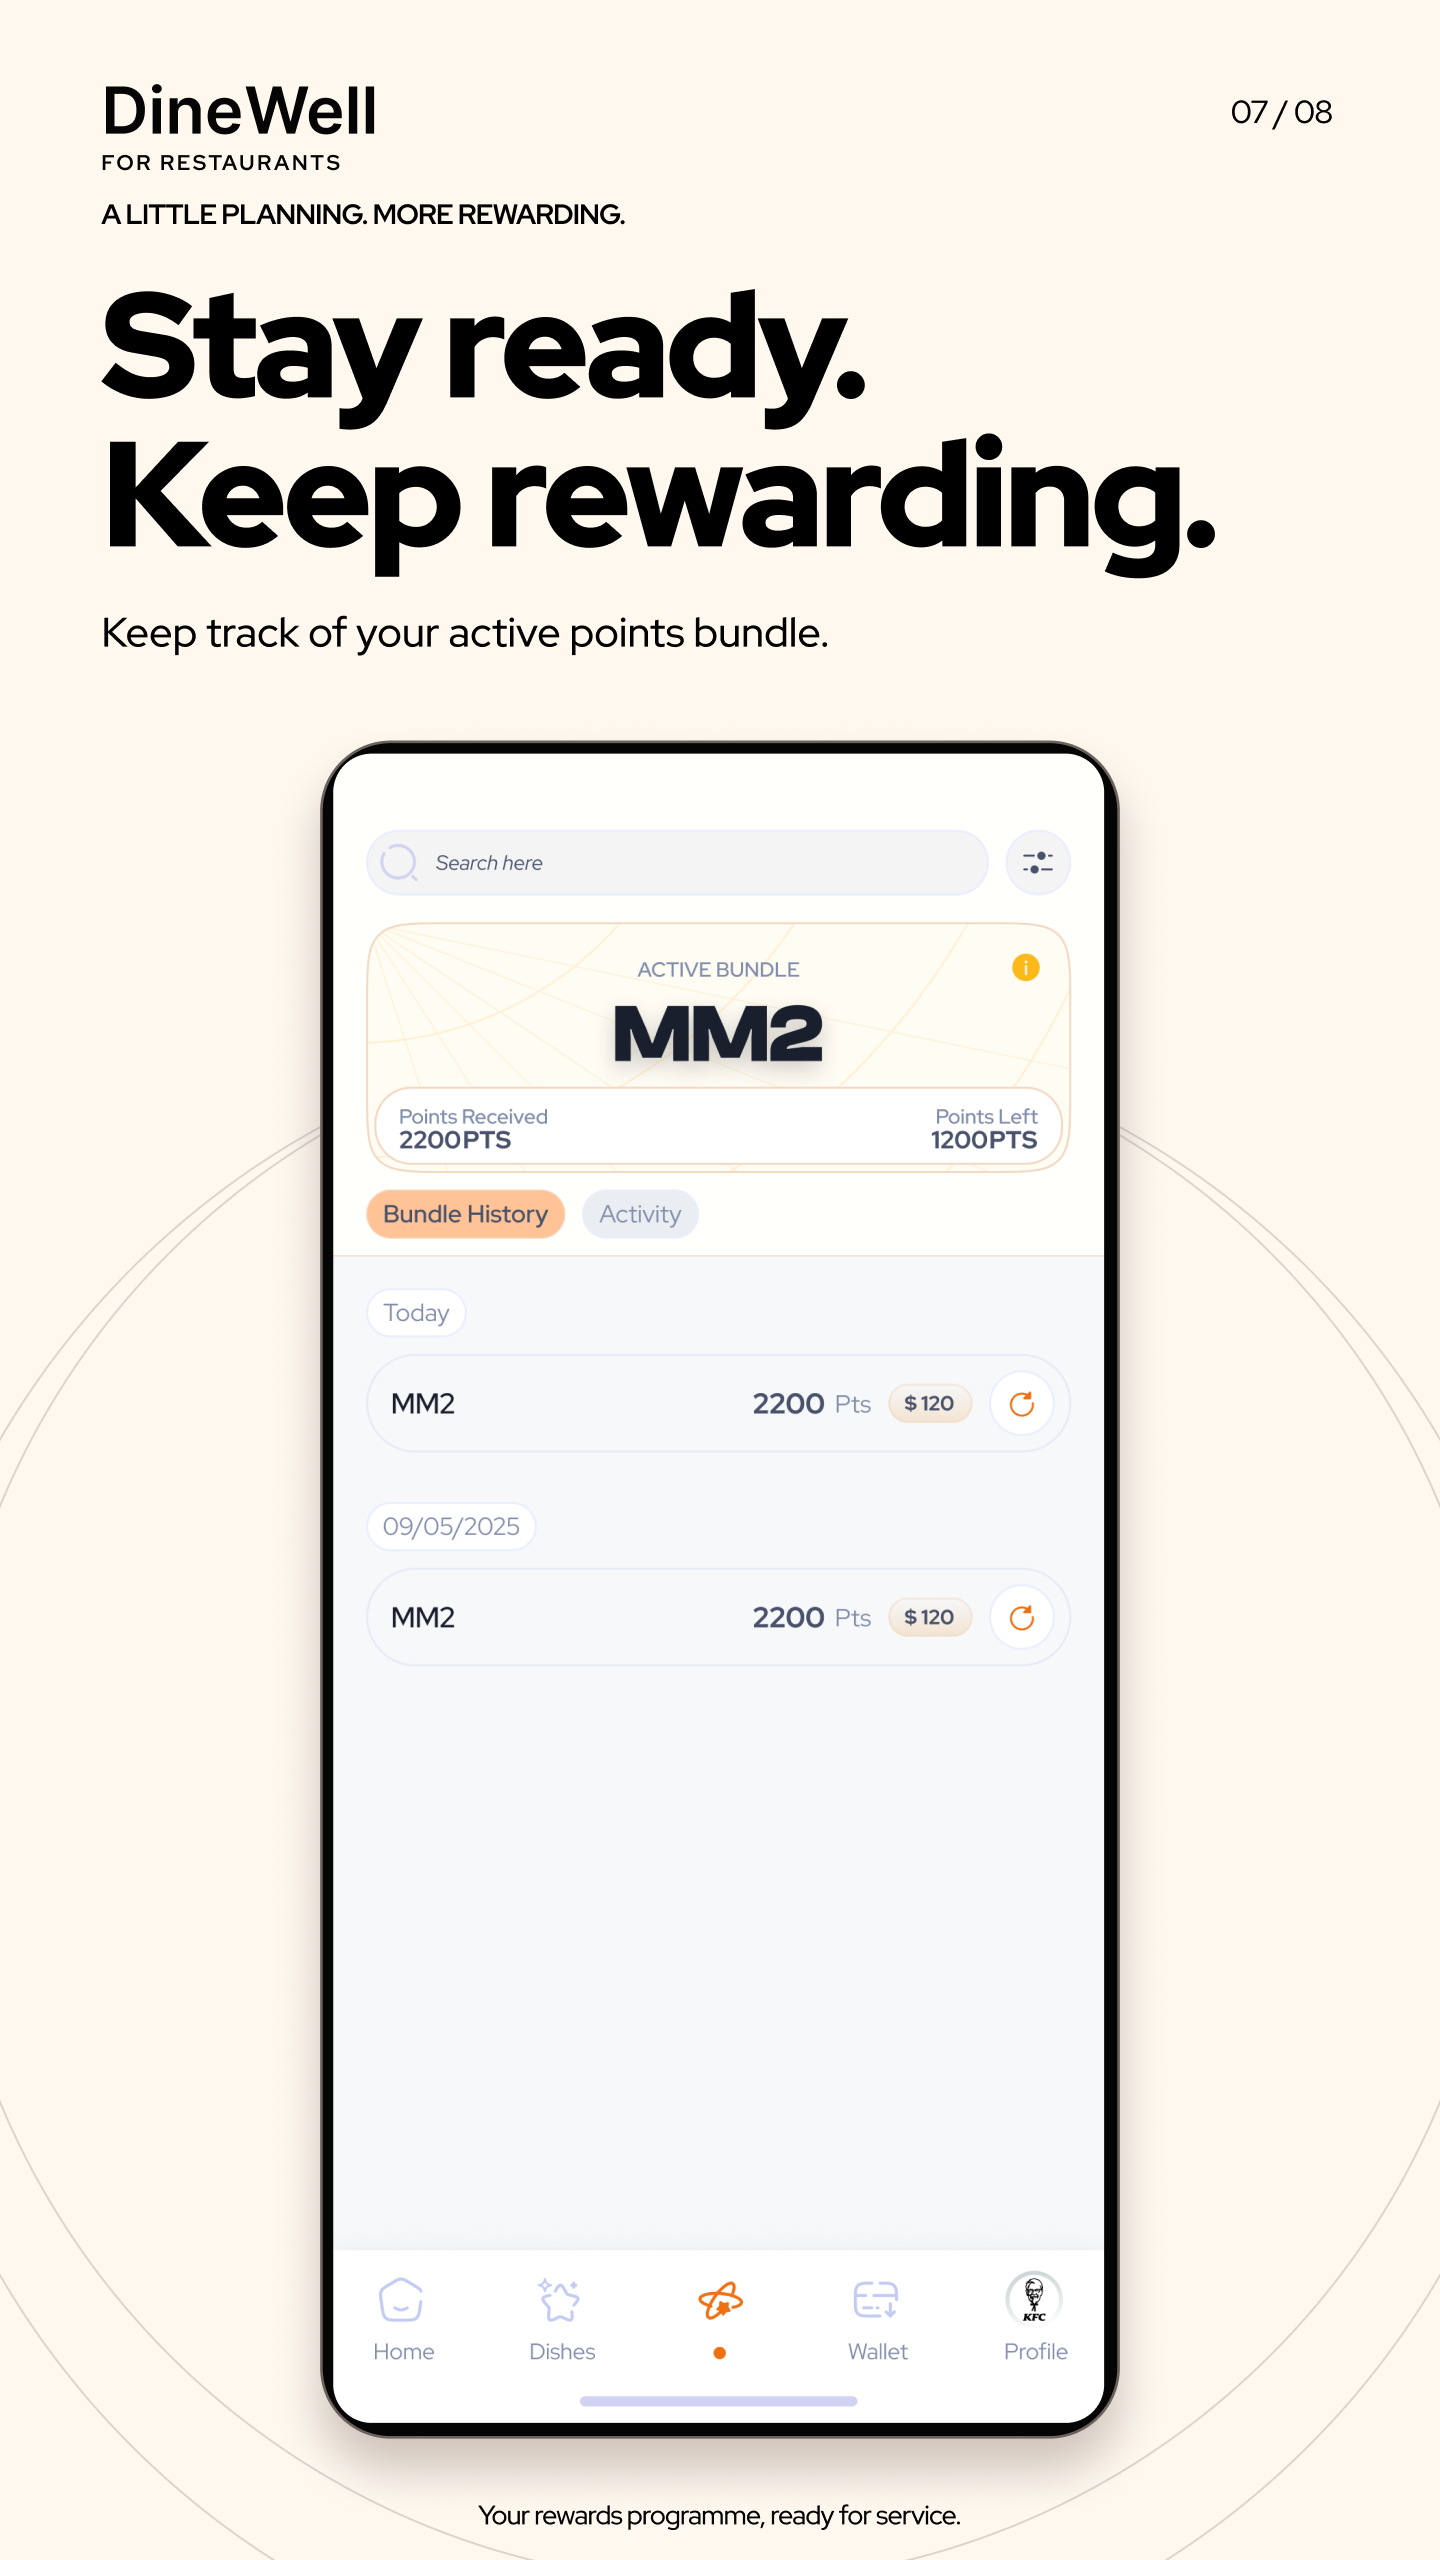 DineWell
07 / 08
FOR RESTAURANTS
A LITTLE PLANNING. MORE REWARDING.
Stay ready.
Keep rewarding.
Keep track of your active points bundle.
Search here
ACTIVE BUNDLE
i
MM2
Points Received
Points Left
2200PTS
1200PTS
Bundle History
Activity
Today
MM2 2200 Pts $ 120
09/05/2025
MM2 2200 Pts $ 120
KFC
Home
Dishes
Wallet
Profile
Your rewards programme, ready for service.